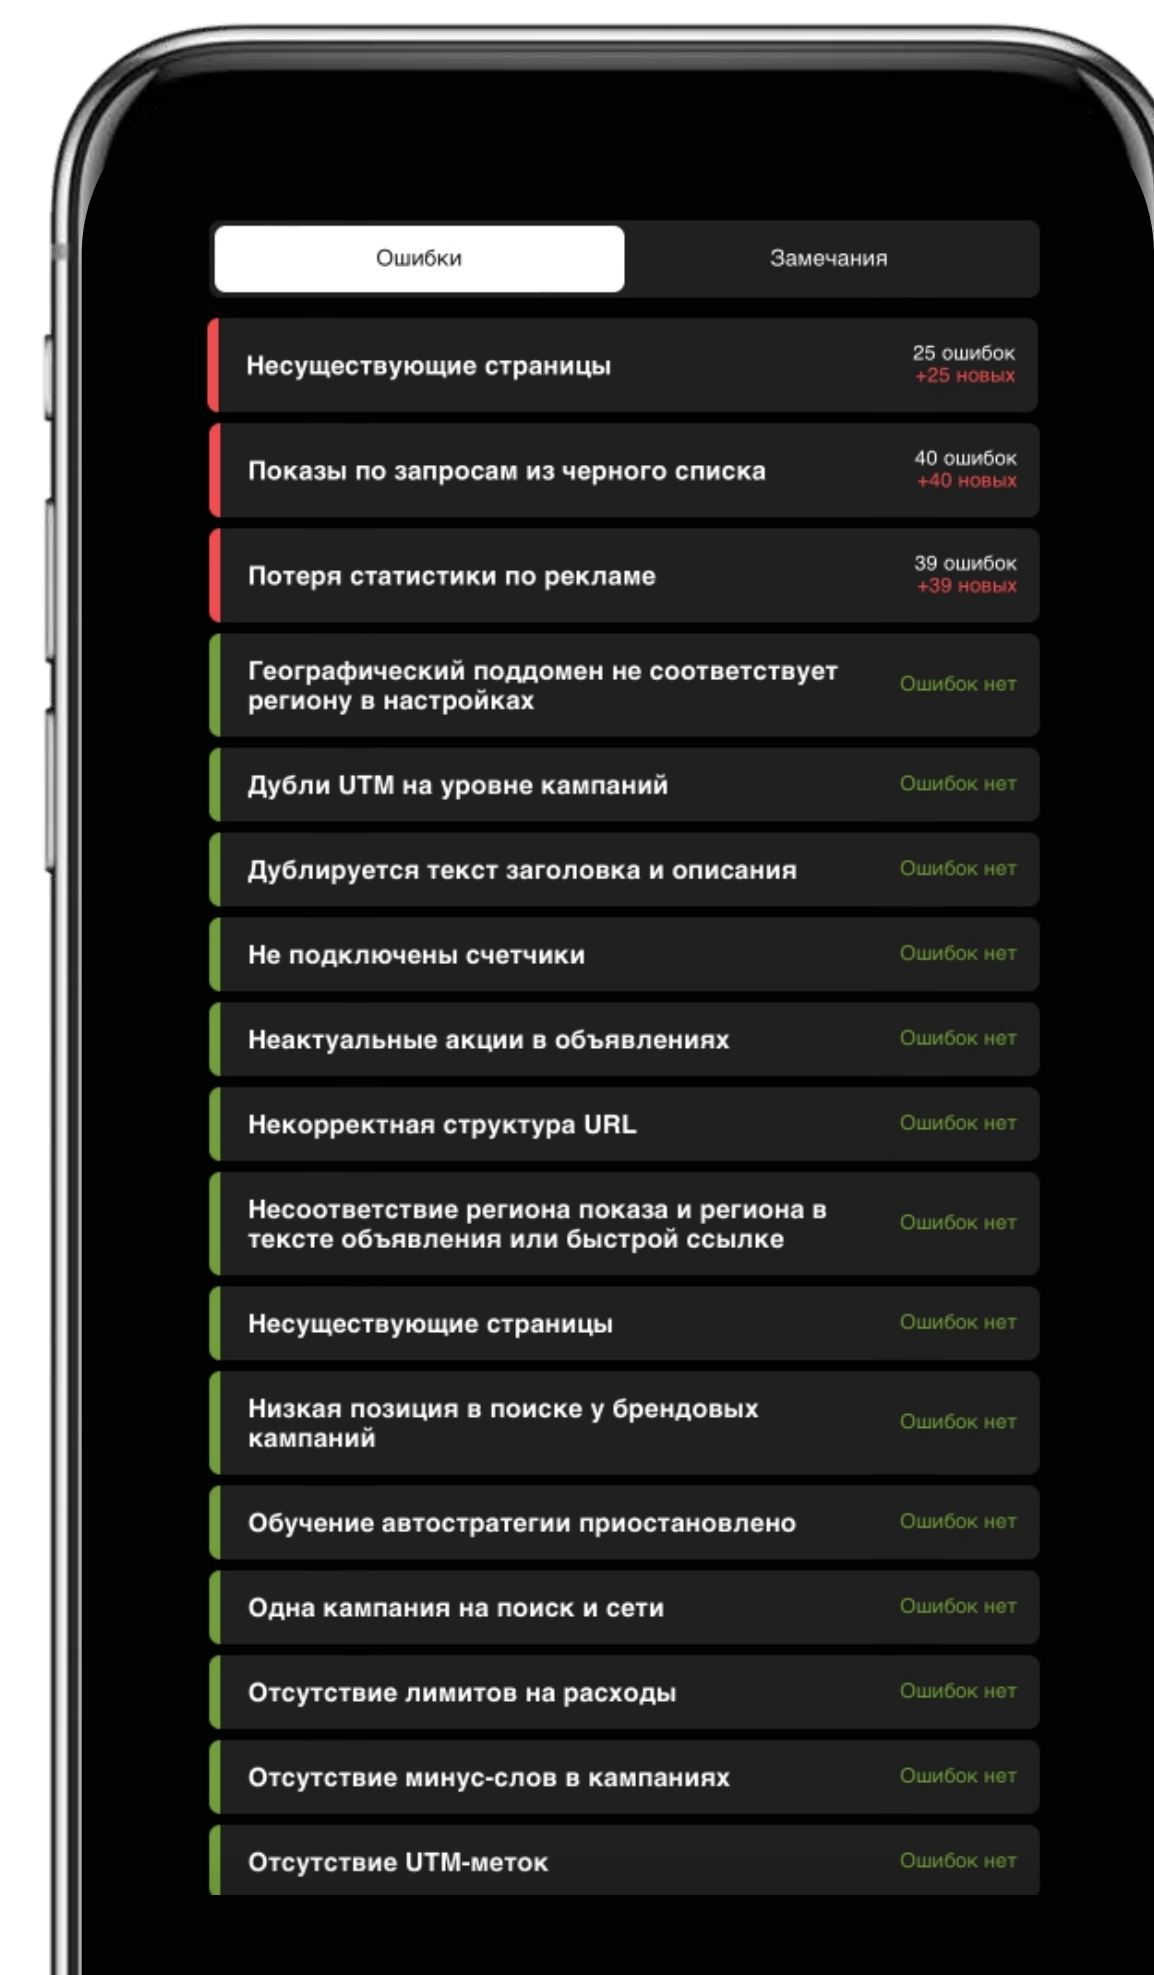 Ошибки
Замечания
Несуществующие страницы
25 ошибок
+25 новых
Показы по запросам из черного списка
40 ошибок
+40 новых
Потеря статистики по рекламе
39 ошибок
+39 новых
Географический поддомен не соответствует
региону в настройках
Ошибок нет
Дубли UTM на уровне кампаний
Ошибок нет
Дублируется текст заголовка и описания
Ошибок нет
Не подключены счетчики
Ошибок нет
Неактуальные акции в объявлениях
Ошибок нет
Некорректная структура URL
Ошибок нет
Несоответствие региона показа и региона в
тексте объявления или быстрой ссылке
Ошибок нет
Несуществующие страницы
Ошибок нет
Низкая позиция в поиске у брендовых
кампаний
Ошибок нет
Обучение автостратегии приостановлено
Ошибок нет
Одна кампания на поиск и сети
Ошибок нет
Отсутствие лимитов на расходы
Ошибок нет
Отсутствие минус-слов в кампаниях
Ошибок нет
Отсутствие UTM-меток
Ошибок нет